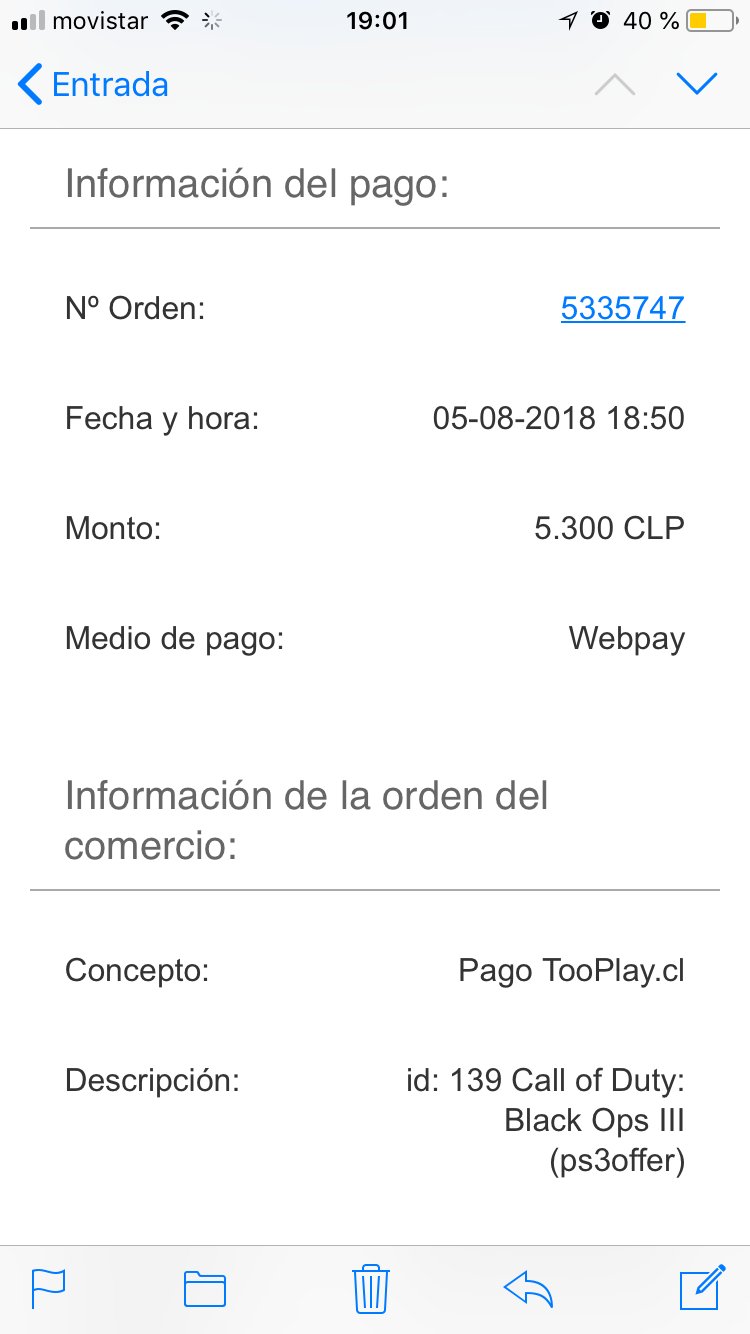 movistar 19:01 40 %
Entrada
Información del pago:
Nº Orden: 5335747
Fecha y hora: 05-08-2018 18:50
Monto: 5.300 CLP
Medio de pago: Webpay
Información de la orden del
comercio:
Concepto: Pago TooPlay.cl
Descripción: id: 139 Call of Duty:
Black Ops III
(ps3offer)